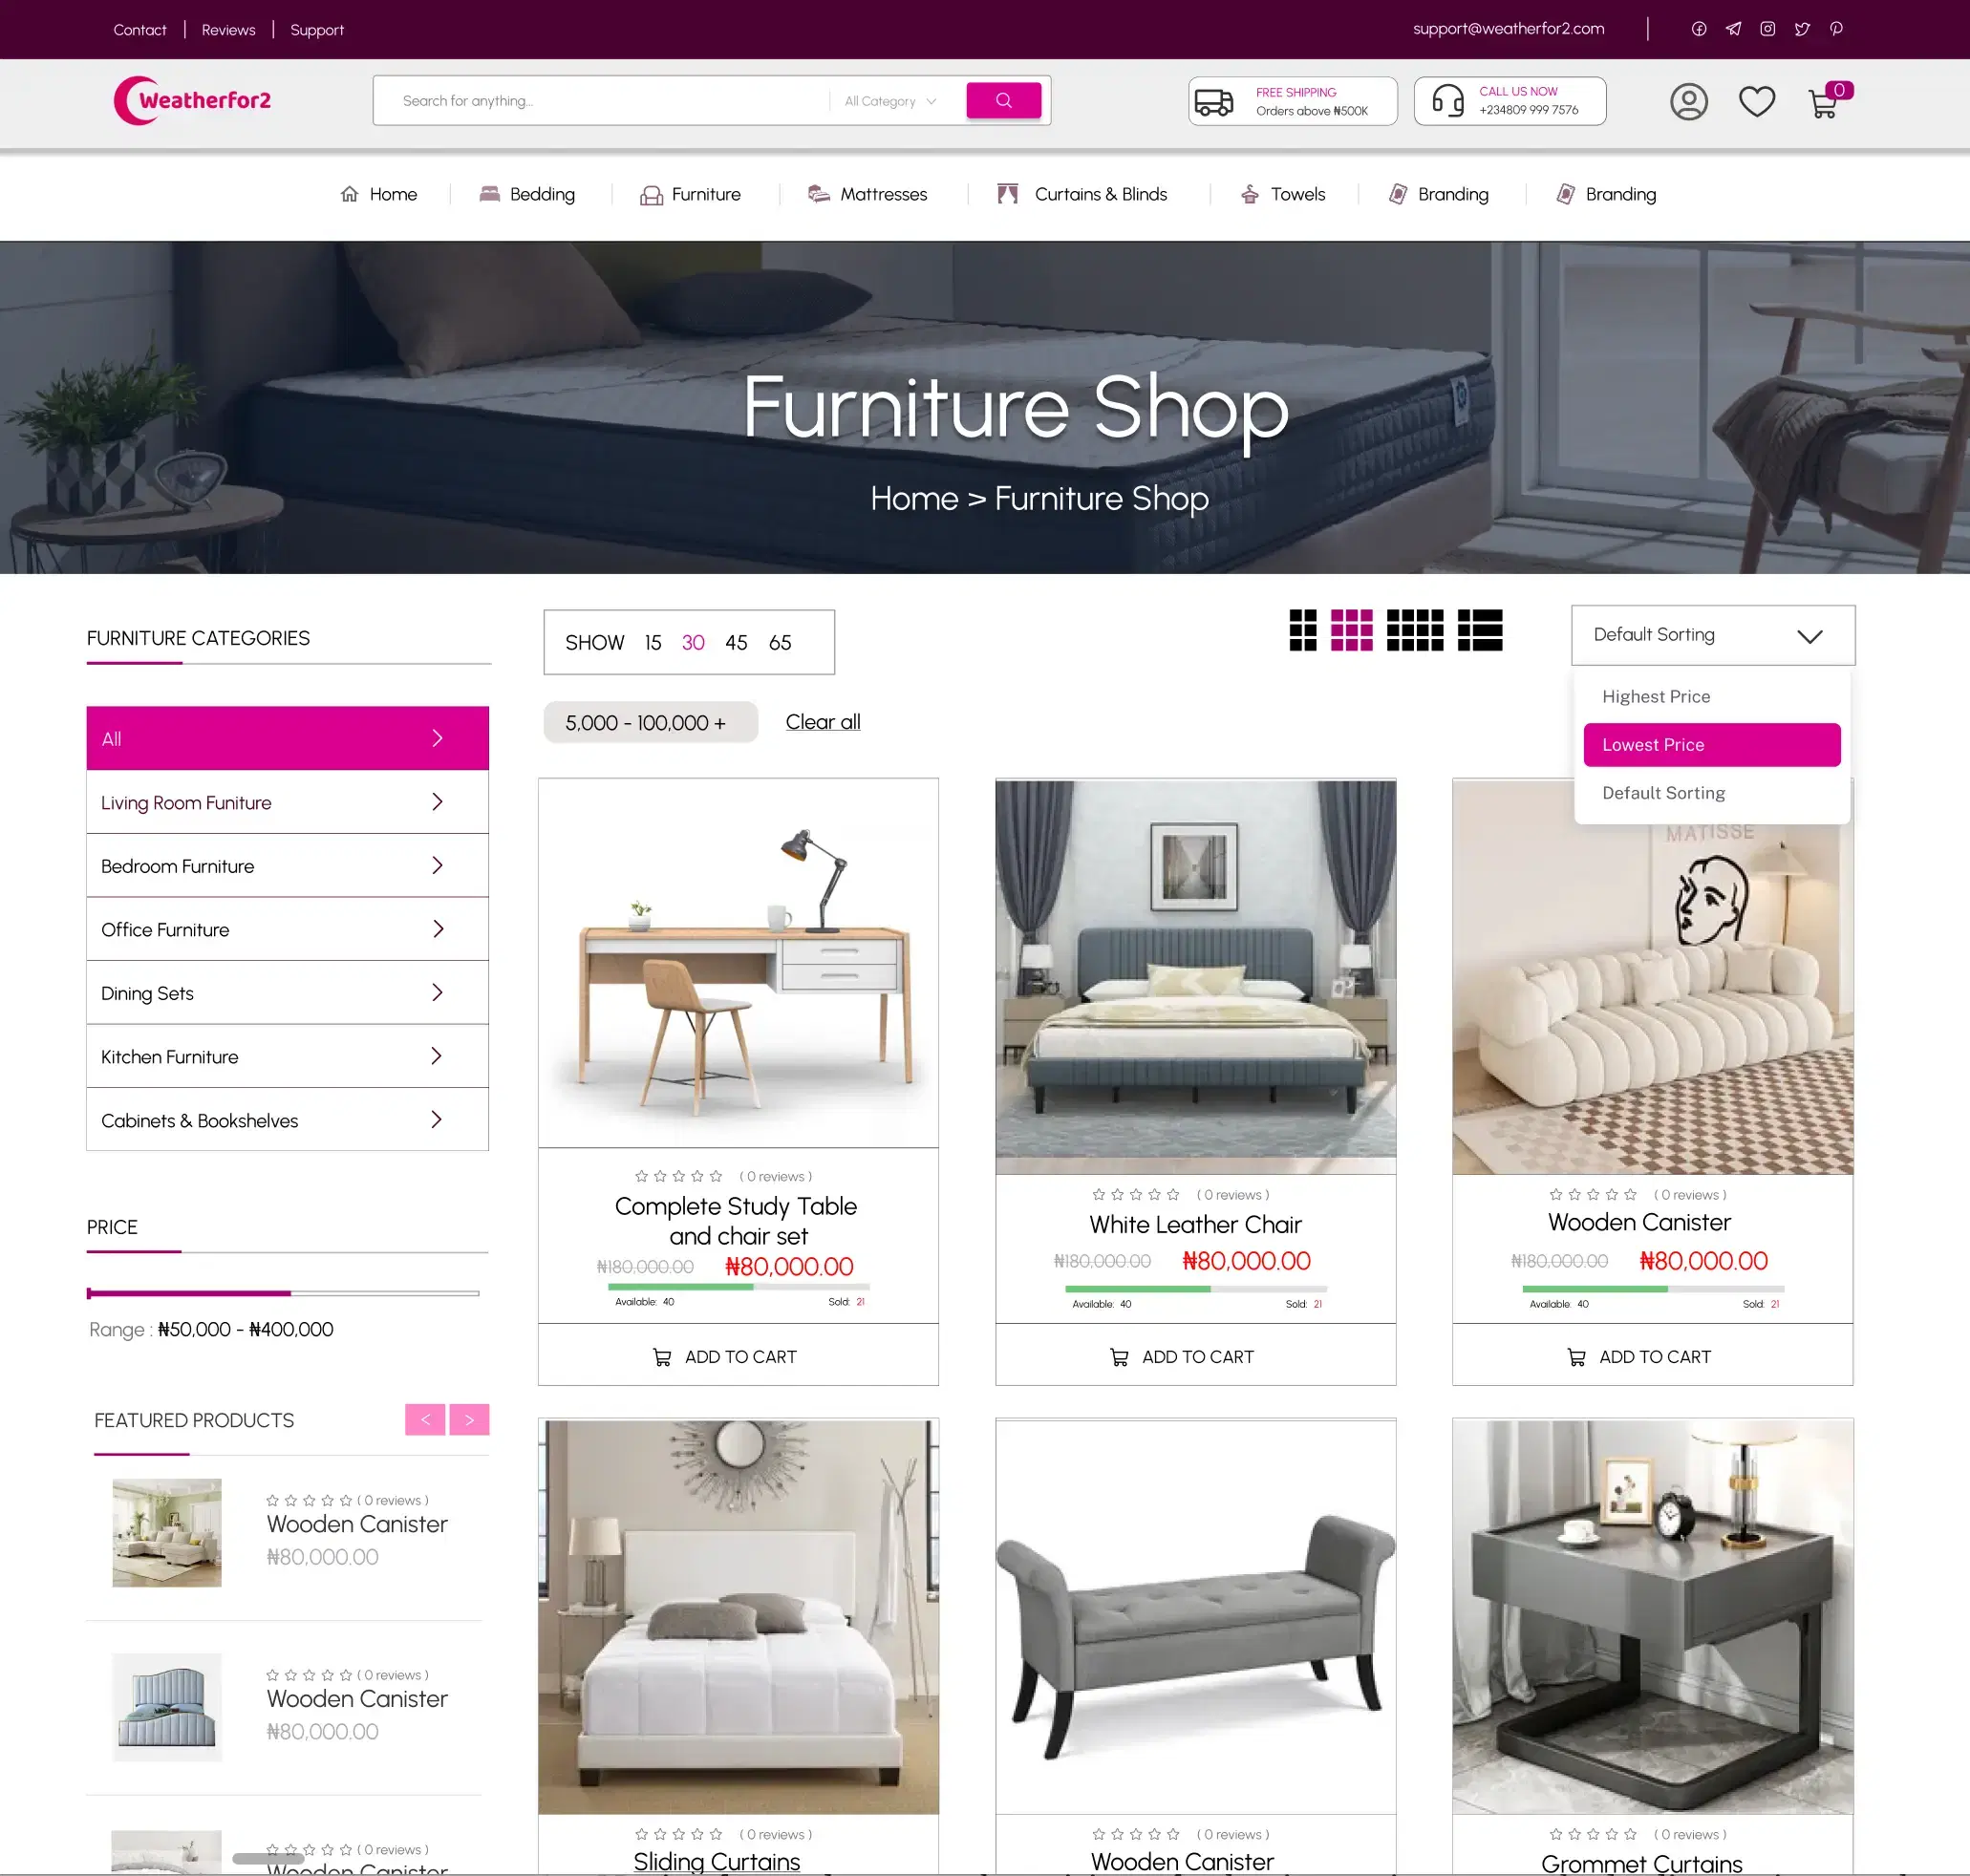 Contact
Reviews
Support
support@weatherfor2.com
Weatherfor2
Search for anything...
All Category
FREE SHIPPING
Orders above ₦500K
CALL US NOW
+234809 999 7576
0
Home
Bedding
Furniture
Mattresses
Curtains & Blinds
Towels
Branding
Branding
Furniture Shop
Home > Furniture Shop
FURNITURE CATEGORIES
All
Living Room Funiture
Bedroom Furniture
Office Furniture
Dining Sets
Kitchen Furniture
Cabinets & Bookshelves
PRICE
Range : ₦50,000 - ₦400,000
FEATURED PRODUCTS
< >
( 0 reviews )
Wooden Canister
₦80,000.00
( 0 reviews )
Wooden Canister
₦80,000.00
( 0 reviews )
Wooden Canister
SHOW 15 30 45 65
5,000 - 100,000 +
Clear all
Default Sorting
Highest Price
Lowest Price
Default Sorting
MATISSE
( 0 reviews )
Complete Study Table
and chair set
₦180,000.00 ₦80,000.00
Available: 40 Sold: 21
ADD TO CART
( 0 reviews )
White Leather Chair
₦180,000.00 ₦80,000.00
Available: 40 Sold: 21
ADD TO CART
( 0 reviews )
Wooden Canister
₦180,000.00 ₦80,000.00
Available: 40 Sold: 21
ADD TO CART
( 0 reviews )
Sliding Curtains
( 0 reviews )
Wooden Canister
( 0 reviews )
Grommet Curtains